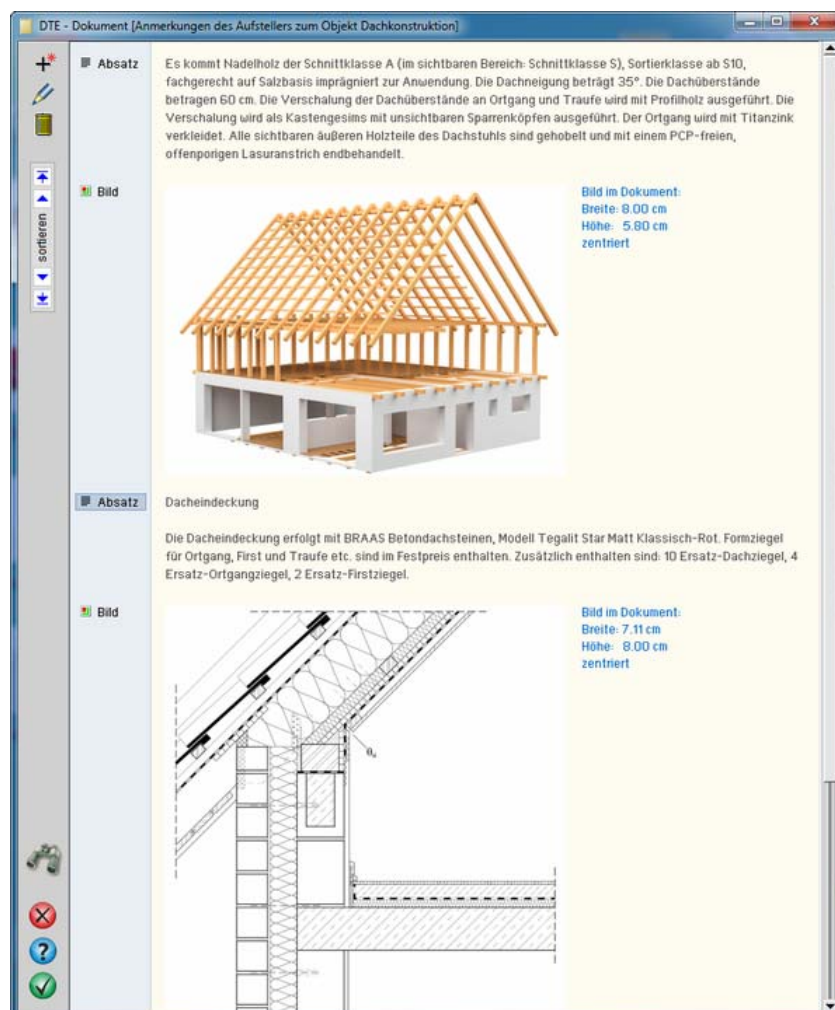 DTE - Dokument [Anmerkungen des Aufstellers zum Objekt Dachkonstruktion]
Absatz
Es kommt Nadelholz der Schnittklasse A (im sichtbaren Bereich: Schnittklasse S), Sortierklasse ab S10,
fachgerecht auf Salzbasis imprägniert zur Anwendung. Die Dachneigung beträgt 35°. Die Dachüberstände
betragen 60 cm. Die Verschalung der Dachüberstände an Ortgang und Traufe wird mit Profilholz ausgeführt. Die
Verschalung wird als Kastengesims mit unsichtbaren Sparrenköpfen ausgeführt. Der Ortgang wird mit Titanzink
verkleidet. Alle sichtbaren äußeren Holzteile des Dachstuhls sind gehobelt und mit einem PCP-freien,
offenporigen Lasuranstrich endbehandelt.
sortieren
Bild
Bild im Dokument:
Breite: 8.00 cm
Höhe: 5.80 cm
zentriert
Absatz
Dacheindeckung
Die Dacheindeckung erfolgt mit BRAAS Betondachsteinen, Modell Tegalit Star Matt Klassisch-Rot. Formziegel
für Ortgang, First und Traufe etc. sind im Festpreis enthalten. Zusätzlich enthalten sind: 10 Ersatz-Dachziegel, 4
Ersatz-Ortgangziegel, 2 Ersatz-Firstziegel.
Bild
Bild im Dokument:
Breite: 7.11 cm
Höhe: 8.00 cm
zentriert